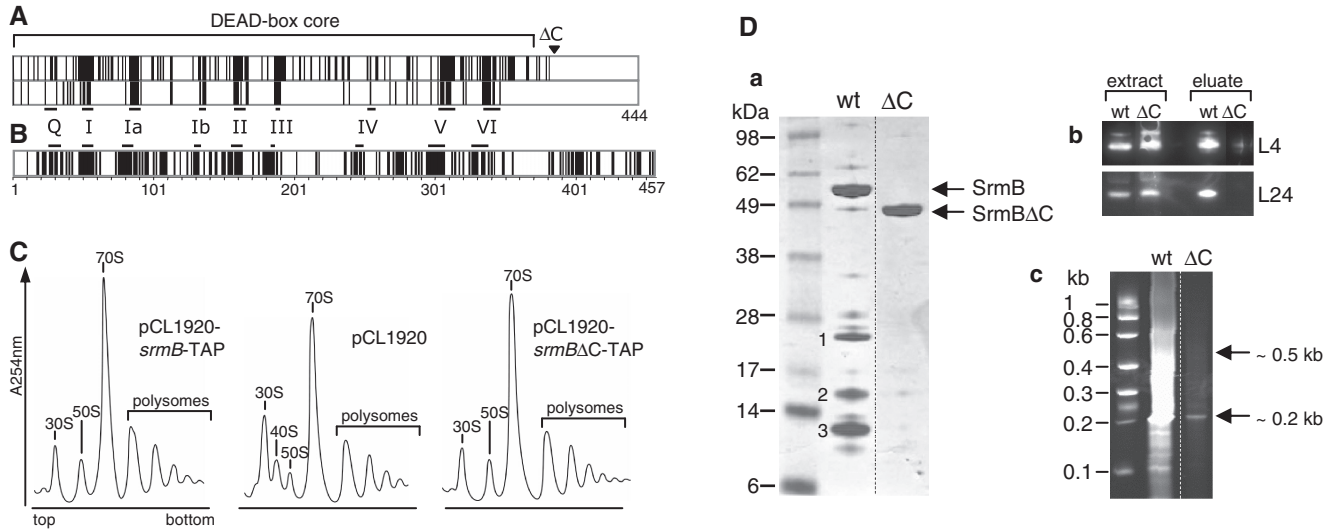 A
DEAD-box core
ΔC
444
Q I Ia Ib II III IV V VI
B
1 101 201 301 401 457
C
A254nm
70S
30S
50S
pCL1920-
srmB-TAP
polysomes
top bottom
70S
30S
40S
50S
pCL1920
polysomes
70S
30S
50S
pCL1920-
srmBΔC-TAP
polysomes
D
a
kDa
wt ΔC
98
62
49
38
28
17
14
6
1
2
3
SrmB
SrmBΔC
b
extract eluate
wt ΔC wt ΔC
L4
L24
c
kb
wt ΔC
1
0.8
0.6
0.4
0.3
0.2
0.1
~ 0.5 kb
~ 0.2 kb